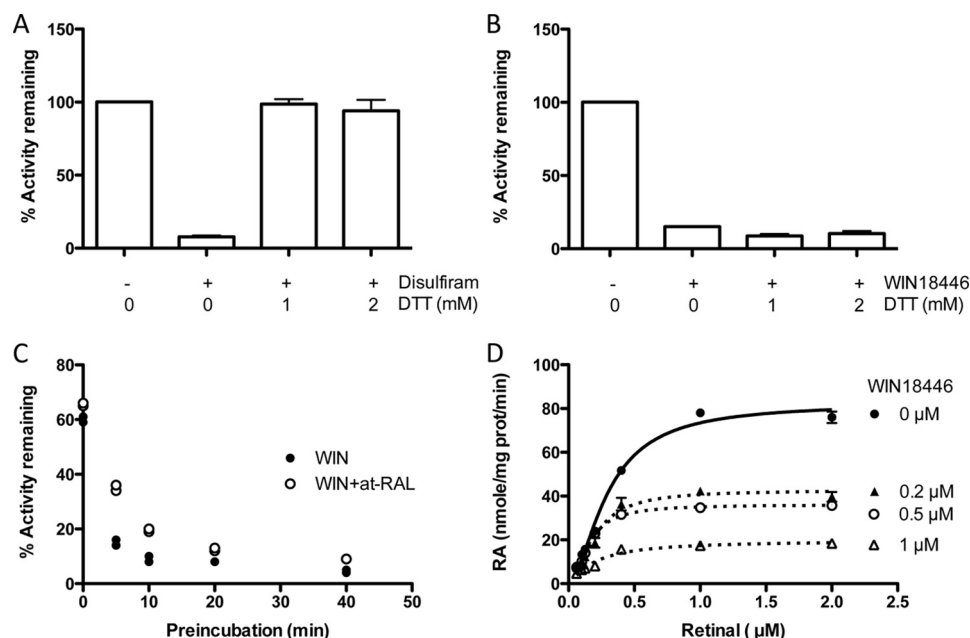 A
% Activity remaining
150
100
50
0
- + + + Disulfiram
0 0 1 2 DTT (mM)
B
% Activity remaining
150
100
50
0
- + + + WIN18446
0 0 1 2 DTT (mM)
C
% Activity remaining
80
60
40
20
0
WIN
WIN+at-RAL
0 10 20 30 40 50
Preincubation (min)
D
RA (nmole/mg prot/min)
100
80
60
40
20
0
WIN18446
0 µM
0.2 µM
0.5 µM
1 µM
0.0 0.5 1.0 1.5 2.0 2.5
Retinal ( µM)